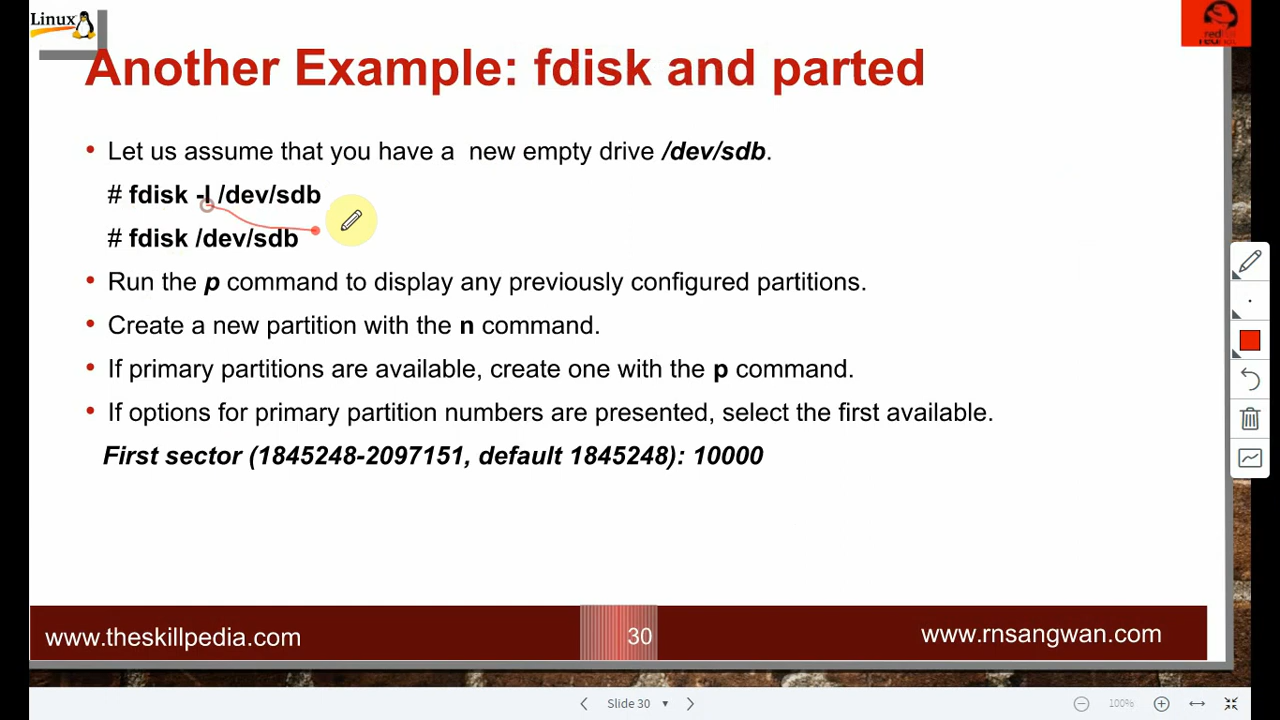 Linux
Another Example: fdisk and parted
• Let us assume that you have a new empty drive /dev/sdb.
# fdisk -l /dev/sdb
# fdisk /dev/sdb
• Run the p command to display any previously configured partitions.
• Create a new partition with the n command.
• If primary partitions are available, create one with the p command.
• If options for primary partition numbers are presented, select the first available.
First sector (1845248-2097151, default 1845248): 10000
www.theskillpedia.com
30
www.rnsangwan.com
Slide 30
100%